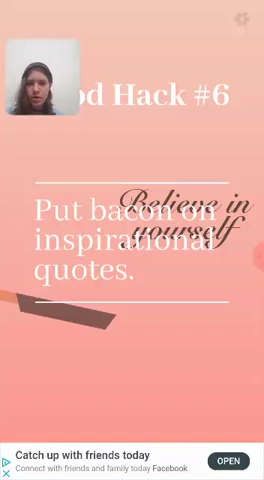 od Hack #6
Believe in
yourself
Put bacon on
inspirational
quotes.
Catch up with friends today
Connect with friends and family today Facebook
OPEN